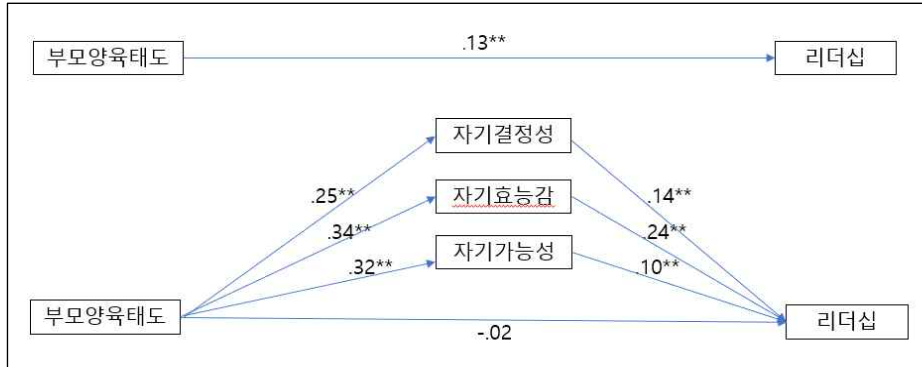 .13**
부모양육태도
리더십
자기결정성
.25**
.14**
자기효능감
.34**
.24**
자기가능성
.32**
.10**
부모양육태도
리더십
-.02